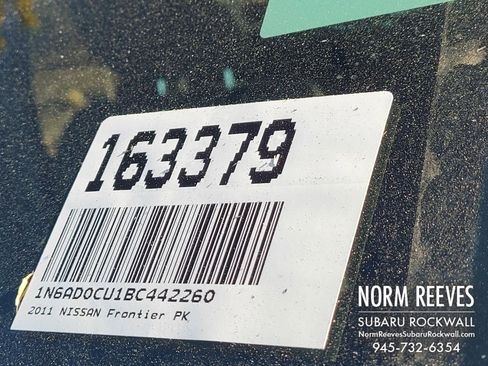 163379
1N6AD0CU1BC442260
2011 NISSAN Frontier PK
NORM REEVES
SUBARU ROCKWALL
NormReevesSubaruRockwall.com
945-732-6354